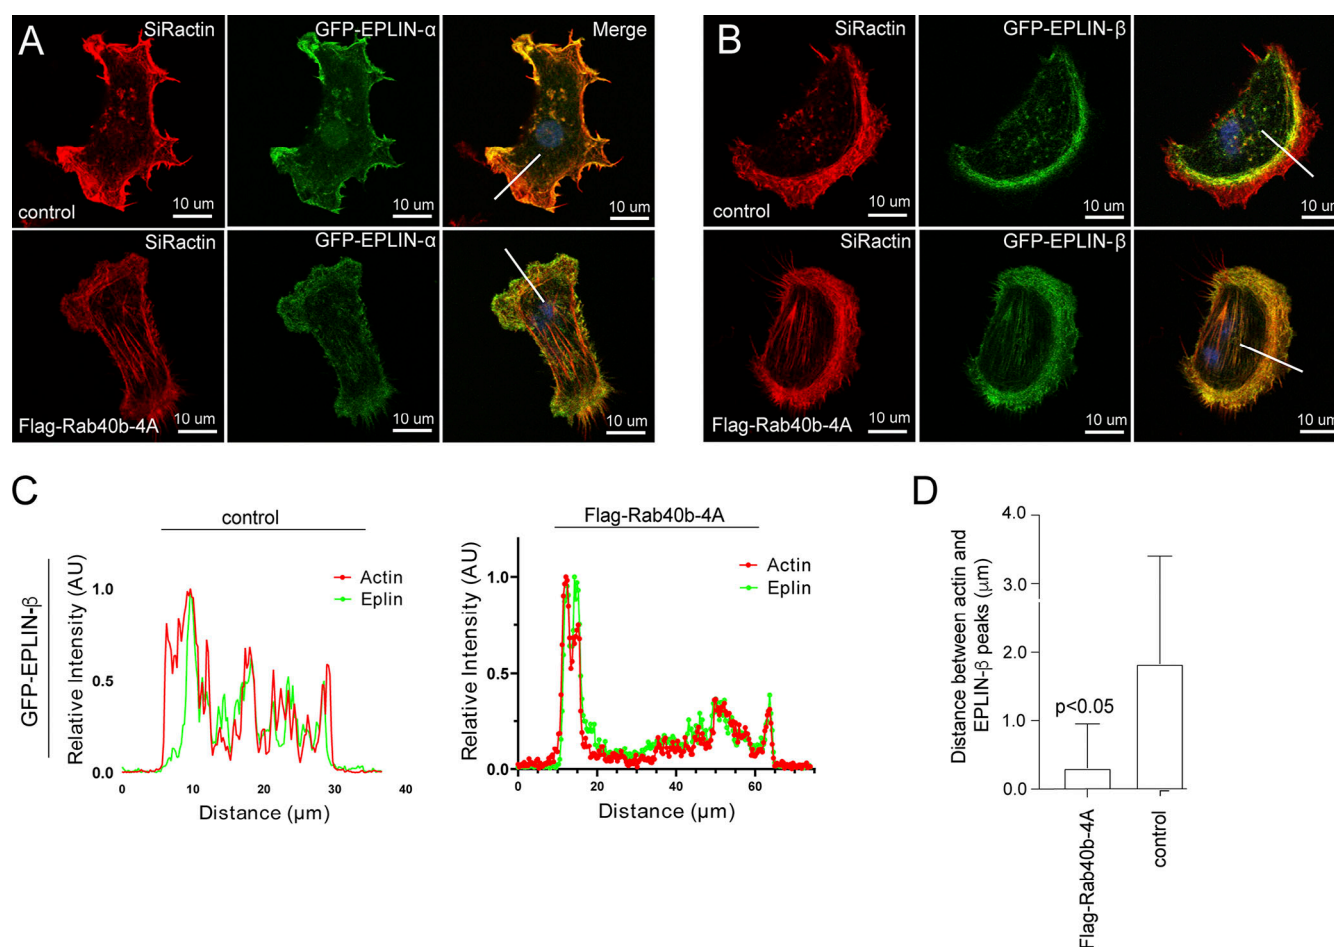 A
SiRactin
GFP-EPLIN-α
Merge
control
10 um
10 um
10 um
SiRactin
GFP-EPLIN-α
Flag-Rab40b-4A
10 um
10 um
10 um
B
SiRactin
GFP-EPLIN-β
control
10 um
10 um
10 um
SiRactin
GFP-EPLIN-β
Flag-Rab40b-4A
10 um
10 um
10 um
C
GFP-EPLIN-β
control
Relative Intensity (AU)
1.0
0.5
0.0
Actin
Eplin
0 10 20 30 40
Distance (μm)
Flag-Rab40b-4A
Relative Intensity (AU)
1.0
0.5
0.0
Actin
Eplin
0 20 40 60
Distance (μm)
D
Distance between actin and
EPLIN-β peaks (μm)
4.0
3.0
2.0
1.0
0.0
p<0.05
Flag-Rab40b-4A
control